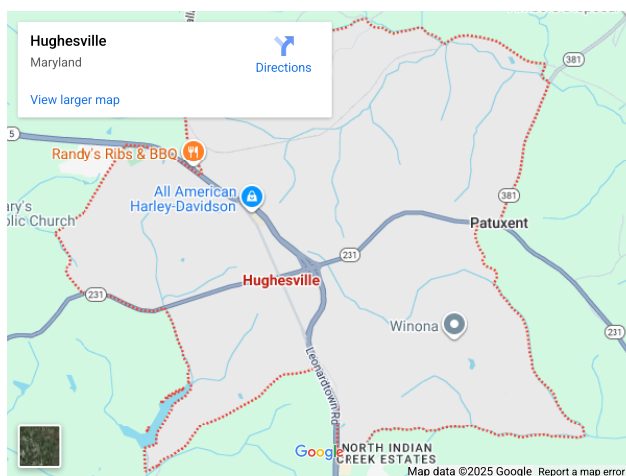 Hughesville
Maryland
Directions
View larger map
381
5
Randy's Ribs & BBQ
All American
Harley-Davidson
ary's
olic Church
381
Patuxent
231
Hughesville
231
Winona
231
Leonardtown Rd
Google
NORTH INDIAN
CREEK ESTATES
Map data ©2025 Google
Report a map error